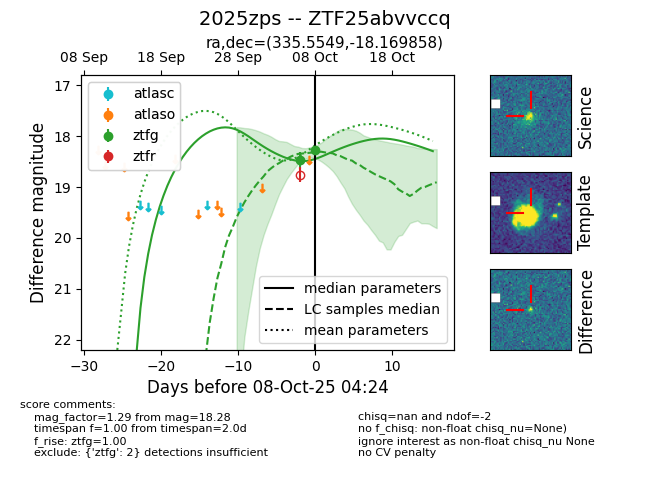 2025zps -- ZTF25abvvccq
ra,dec=(335.5549,-18.169858)
08 Sep
18 Sep
28 Sep
08 Oct
18 Oct
17
18
19
20
21
22
Difference magnitude
atlasc
atlaso
ztfg
ztfr
median parameters
LC samples median
mean parameters
−30
−20
−10
0
10
Days before 08-Oct-25 04:24
Science
Template
Difference
score comments:
mag_factor=1.29 from mag=18.28
timespan f=1.00 from timespan=2.0d
f_rise: ztfg=1.00
exclude: {'ztfg': 2} detections insufficient
chisq=nan and ndof=-2
no f_chisq: non-float chisq_nu=None)
ignore interest as non-float chisq_nu None
no CV penalty